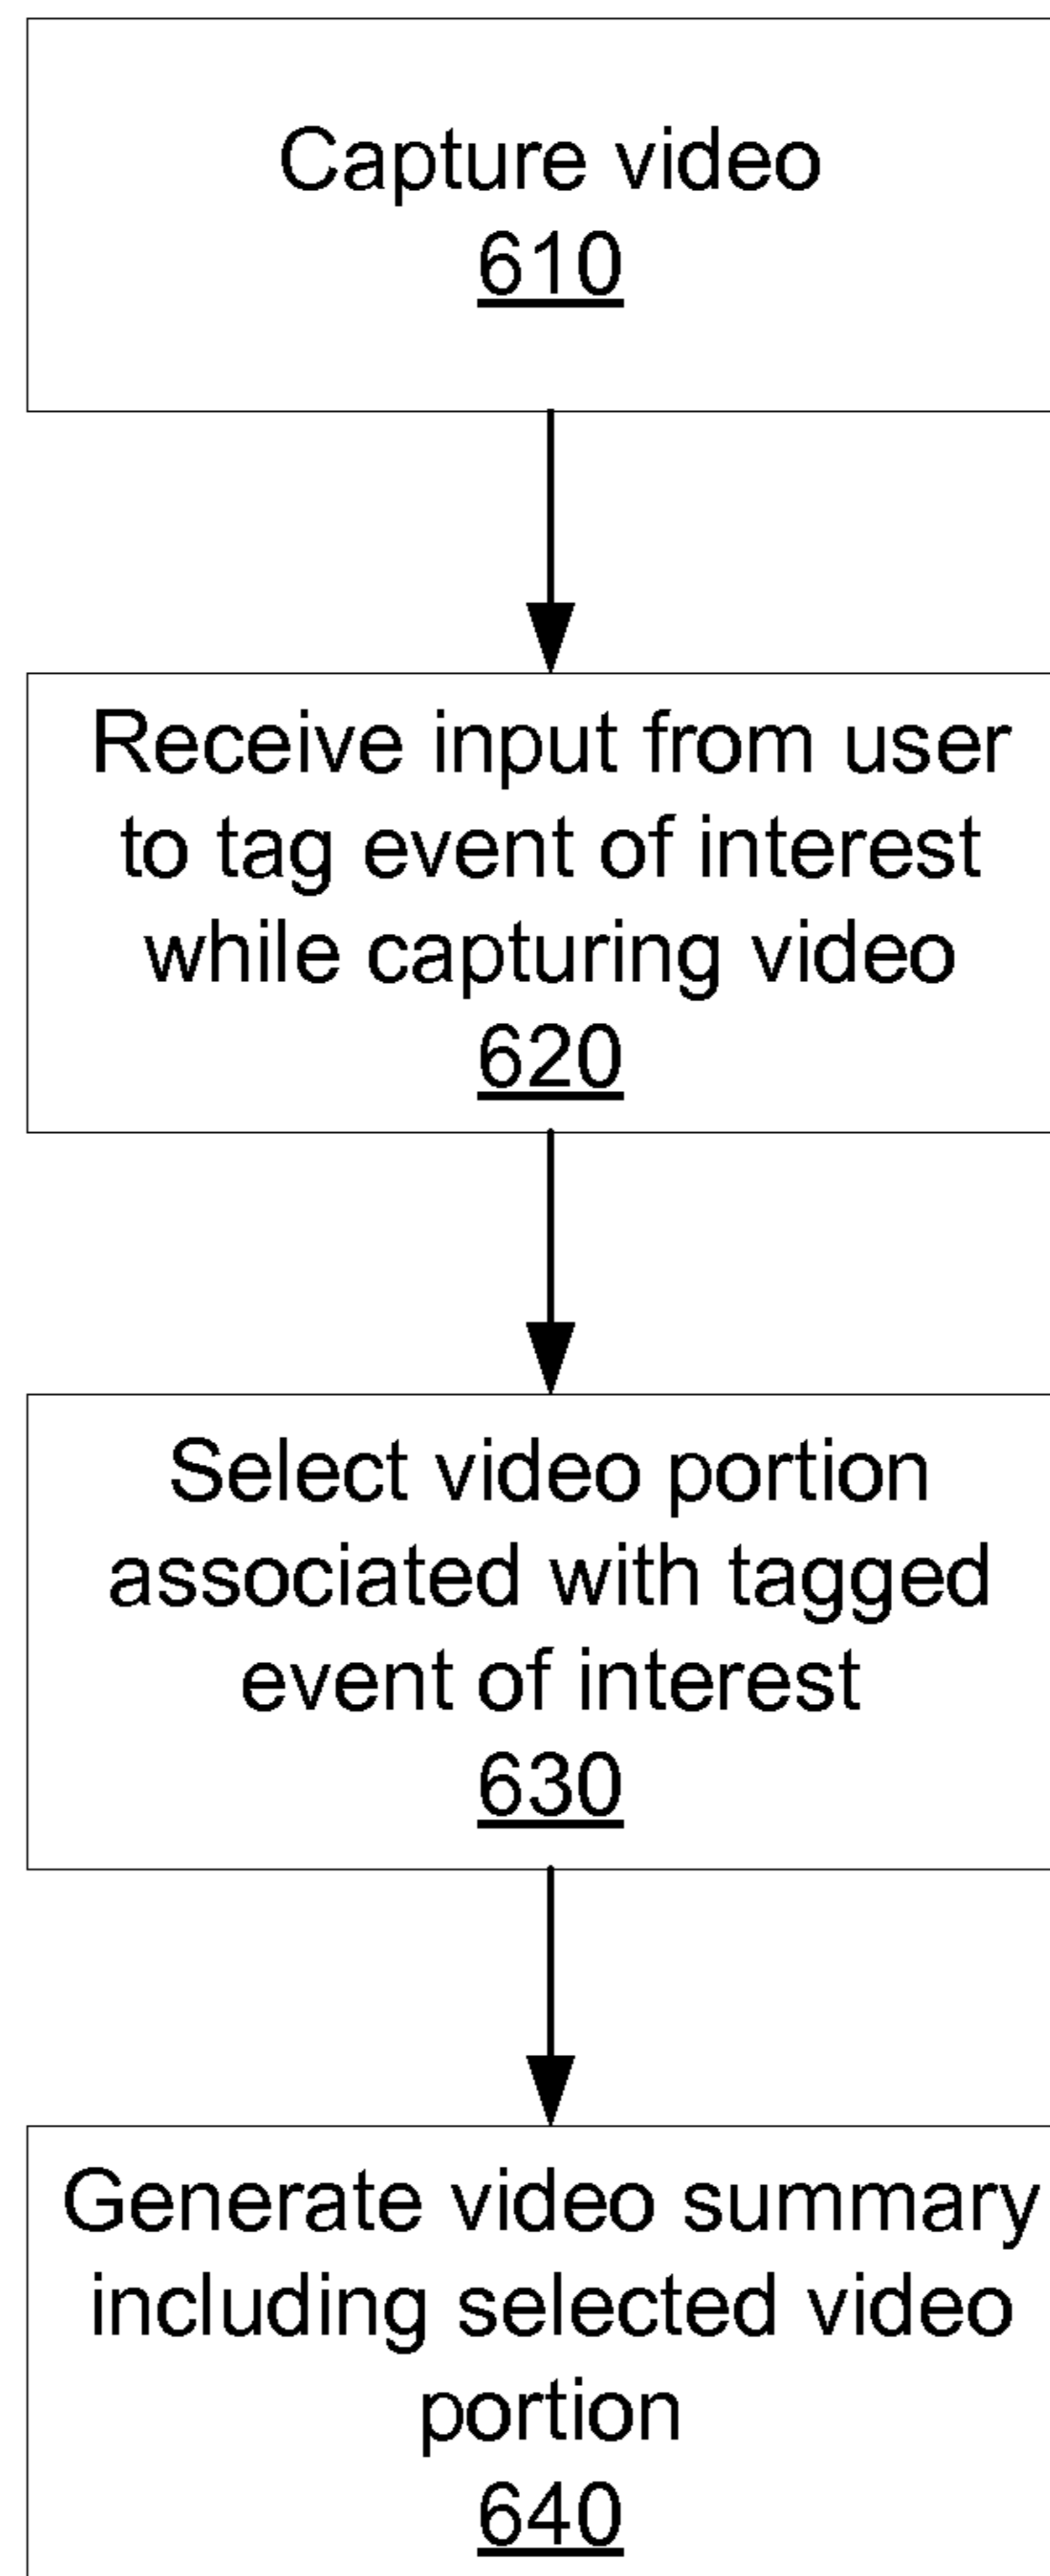 Capture video
610
Receive input from user
to tag event of interest
while capturing video
620
Select video portion
associated with tagged
event of interest
630
Generate video summary
including selected video
portion
640